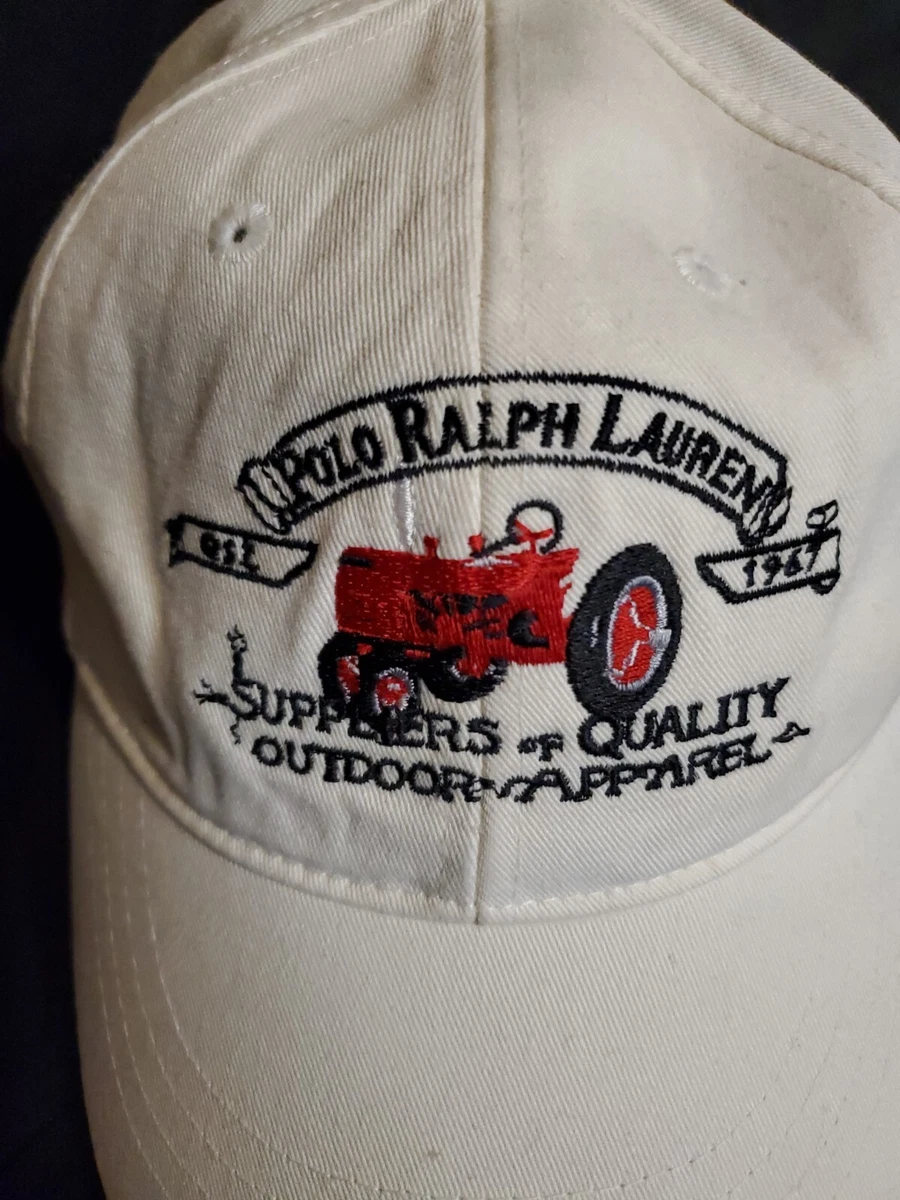 POLO RALPH LAUREN
est 1967
SUPPLIERS of QUALITY
OUTDOOR APPAREL